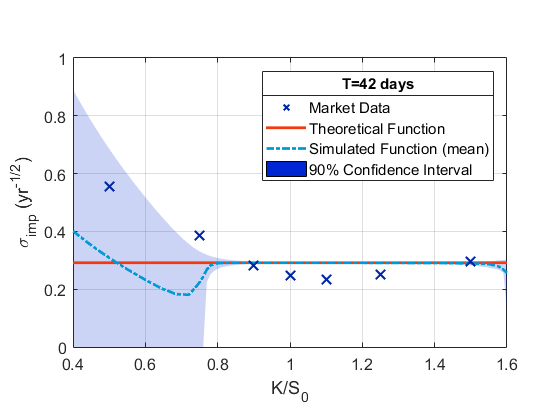 1
0.8
0.6
0.4
0.2
0
σimp (yr-1/2)
T=42 days
Market Data
Theoretical Function
Simulated Function (mean)
90% Confidence Interval
0.4 0.6 0.8 1 1.2 1.4 1.6
K/S0